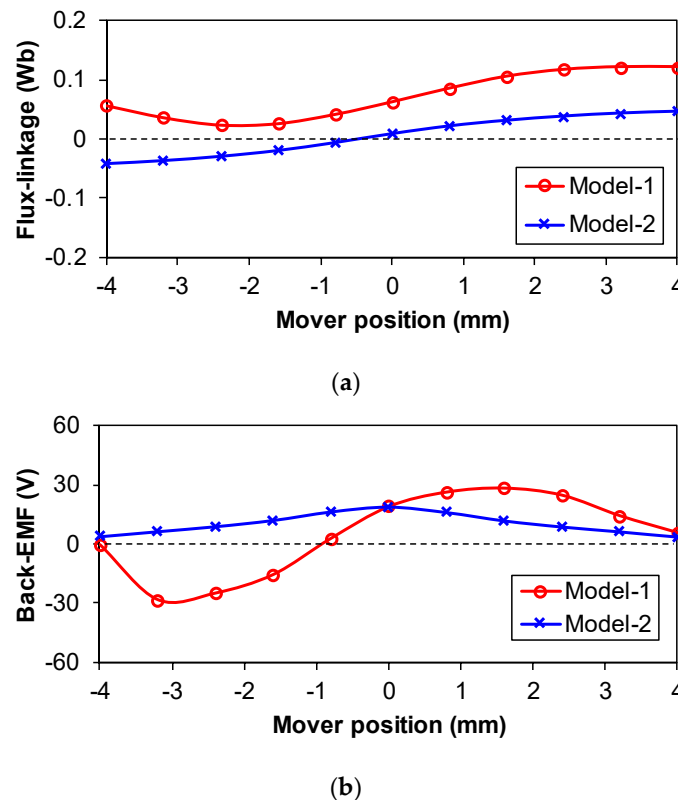 0.2
0.1
0
-0.1
-0.2
Flux-linkage (Wb)
Model-1
Model-2
-4 -3 -2 -1 0 1 2 3 4
Mover position (mm)
(a)
60
30
0
-30
-60
Back-EMF (V)
Model-1
Model-2
-4 -3 -2 -1 0 1 2 3 4
Mover position (mm)
(b)